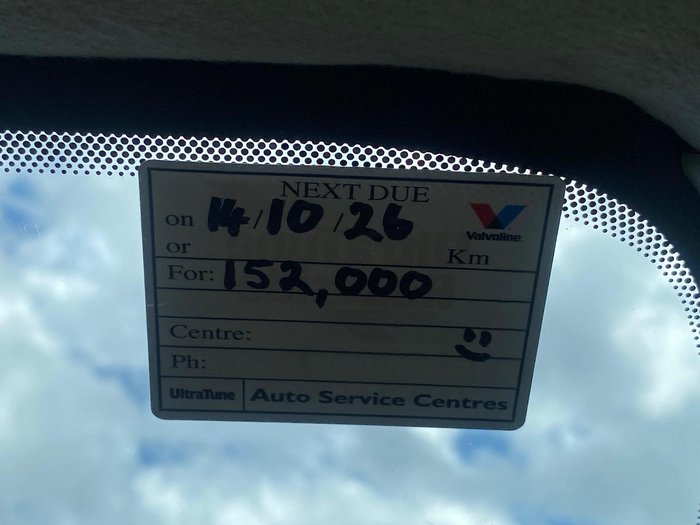 NEXT DUE
on 14/10/26
Valvoline.
or Km
For: 152,000
Centre:
Ph:
UltraTune Auto Service Centres